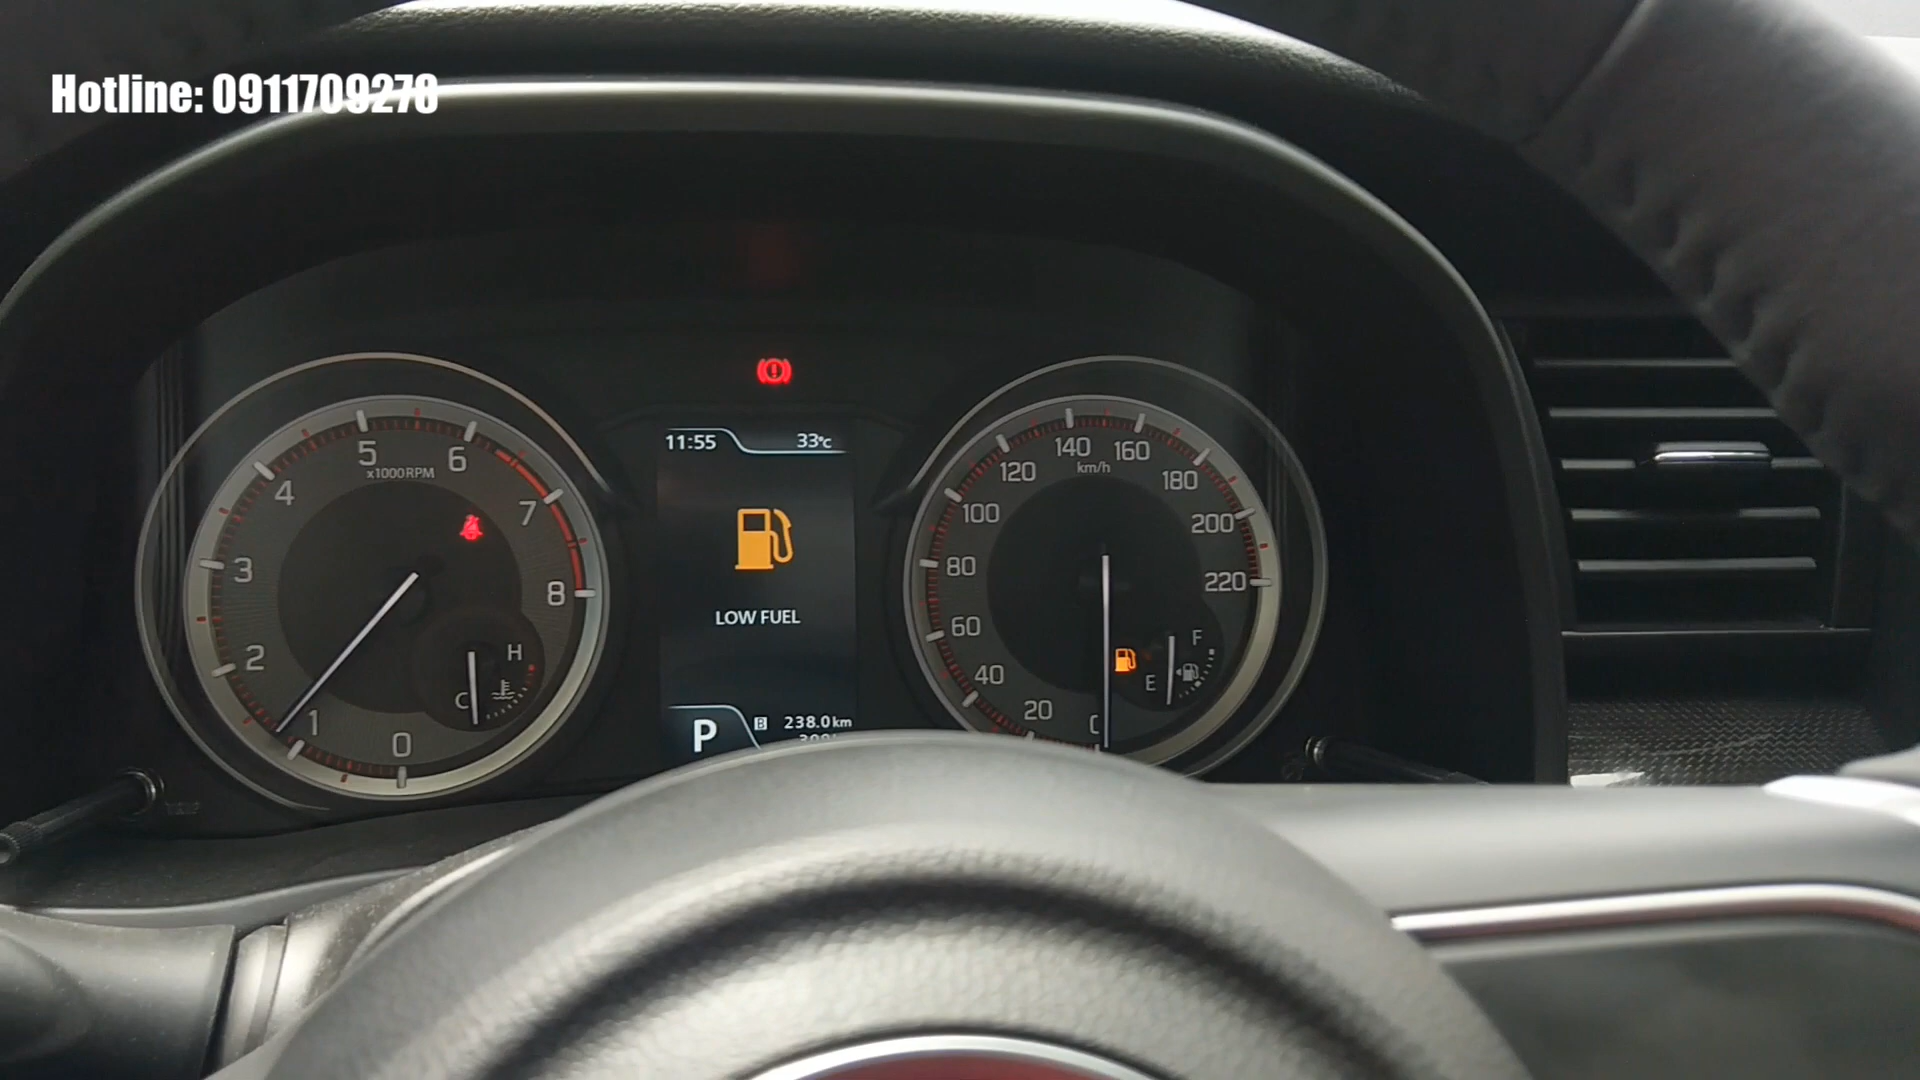 Hotline: 0911709278
11:55 33°C
LOW FUEL
P B 238.0km
0 1 2 3 4 5 6 7 8
x1000RPM
C H
20 40 60 80 100 120 140 160 180 200 220
km/h
E F